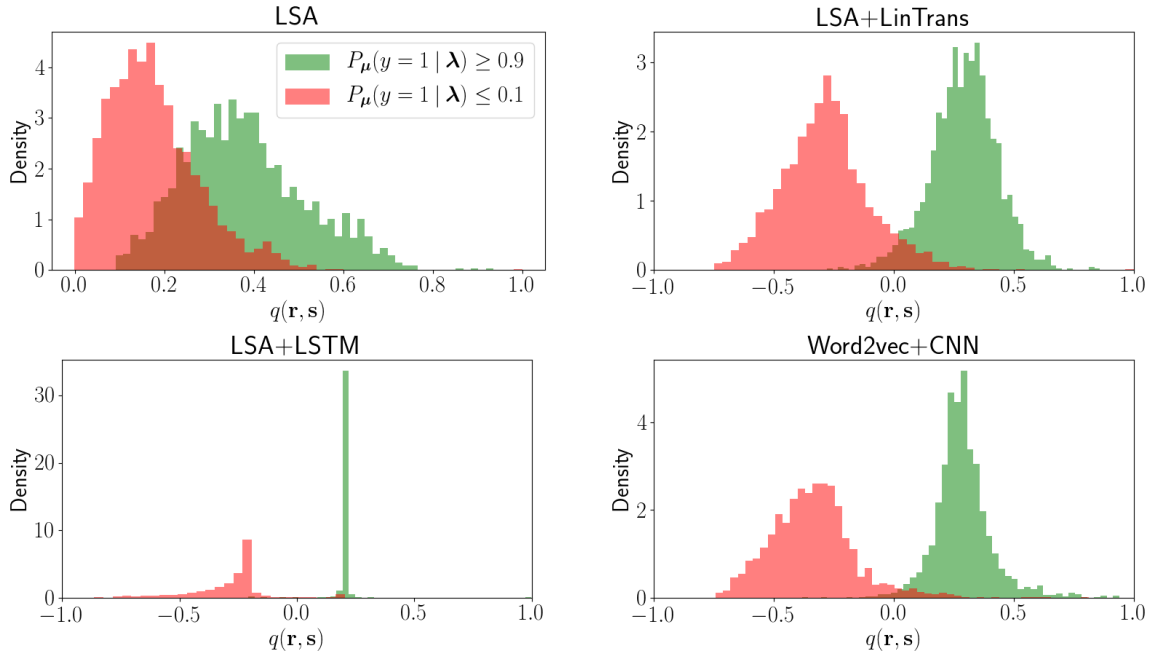 LSA
Density
4
3
2
1
0
0.0 0.2 0.4 0.6 0.8 1.0
q(r, s)
P_μ(y = 1 | λ) ≥ 0.9
P_μ(y = 1 | λ) ≤ 0.1
LSA+LinTrans
Density
3
2
1
0
−1.0 −0.5 0.0 0.5 1.0
q(r, s)
LSA+LSTM
Density
30
20
10
0
−1.0 −0.5 0.0 0.5 1.0
q(r, s)
Word2vec+CNN
Density
4
2
0
−1.0 −0.5 0.0 0.5 1.0
q(r, s)